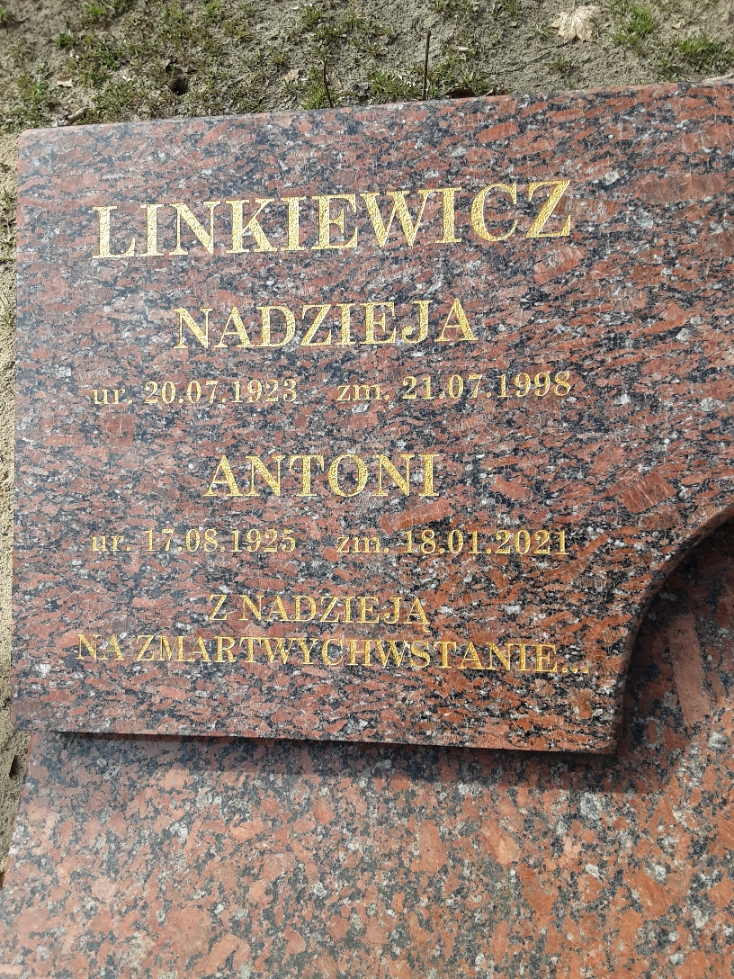 LINKIEWICZ
NADZIEJA
ur. 20.07.1923 zm. 21.07.1998
ANTONI
ur. 17.08.1925 zm. 18.01.2021
Z NADZIEJĄ
NA ZMARTWYCHWSTANIE...